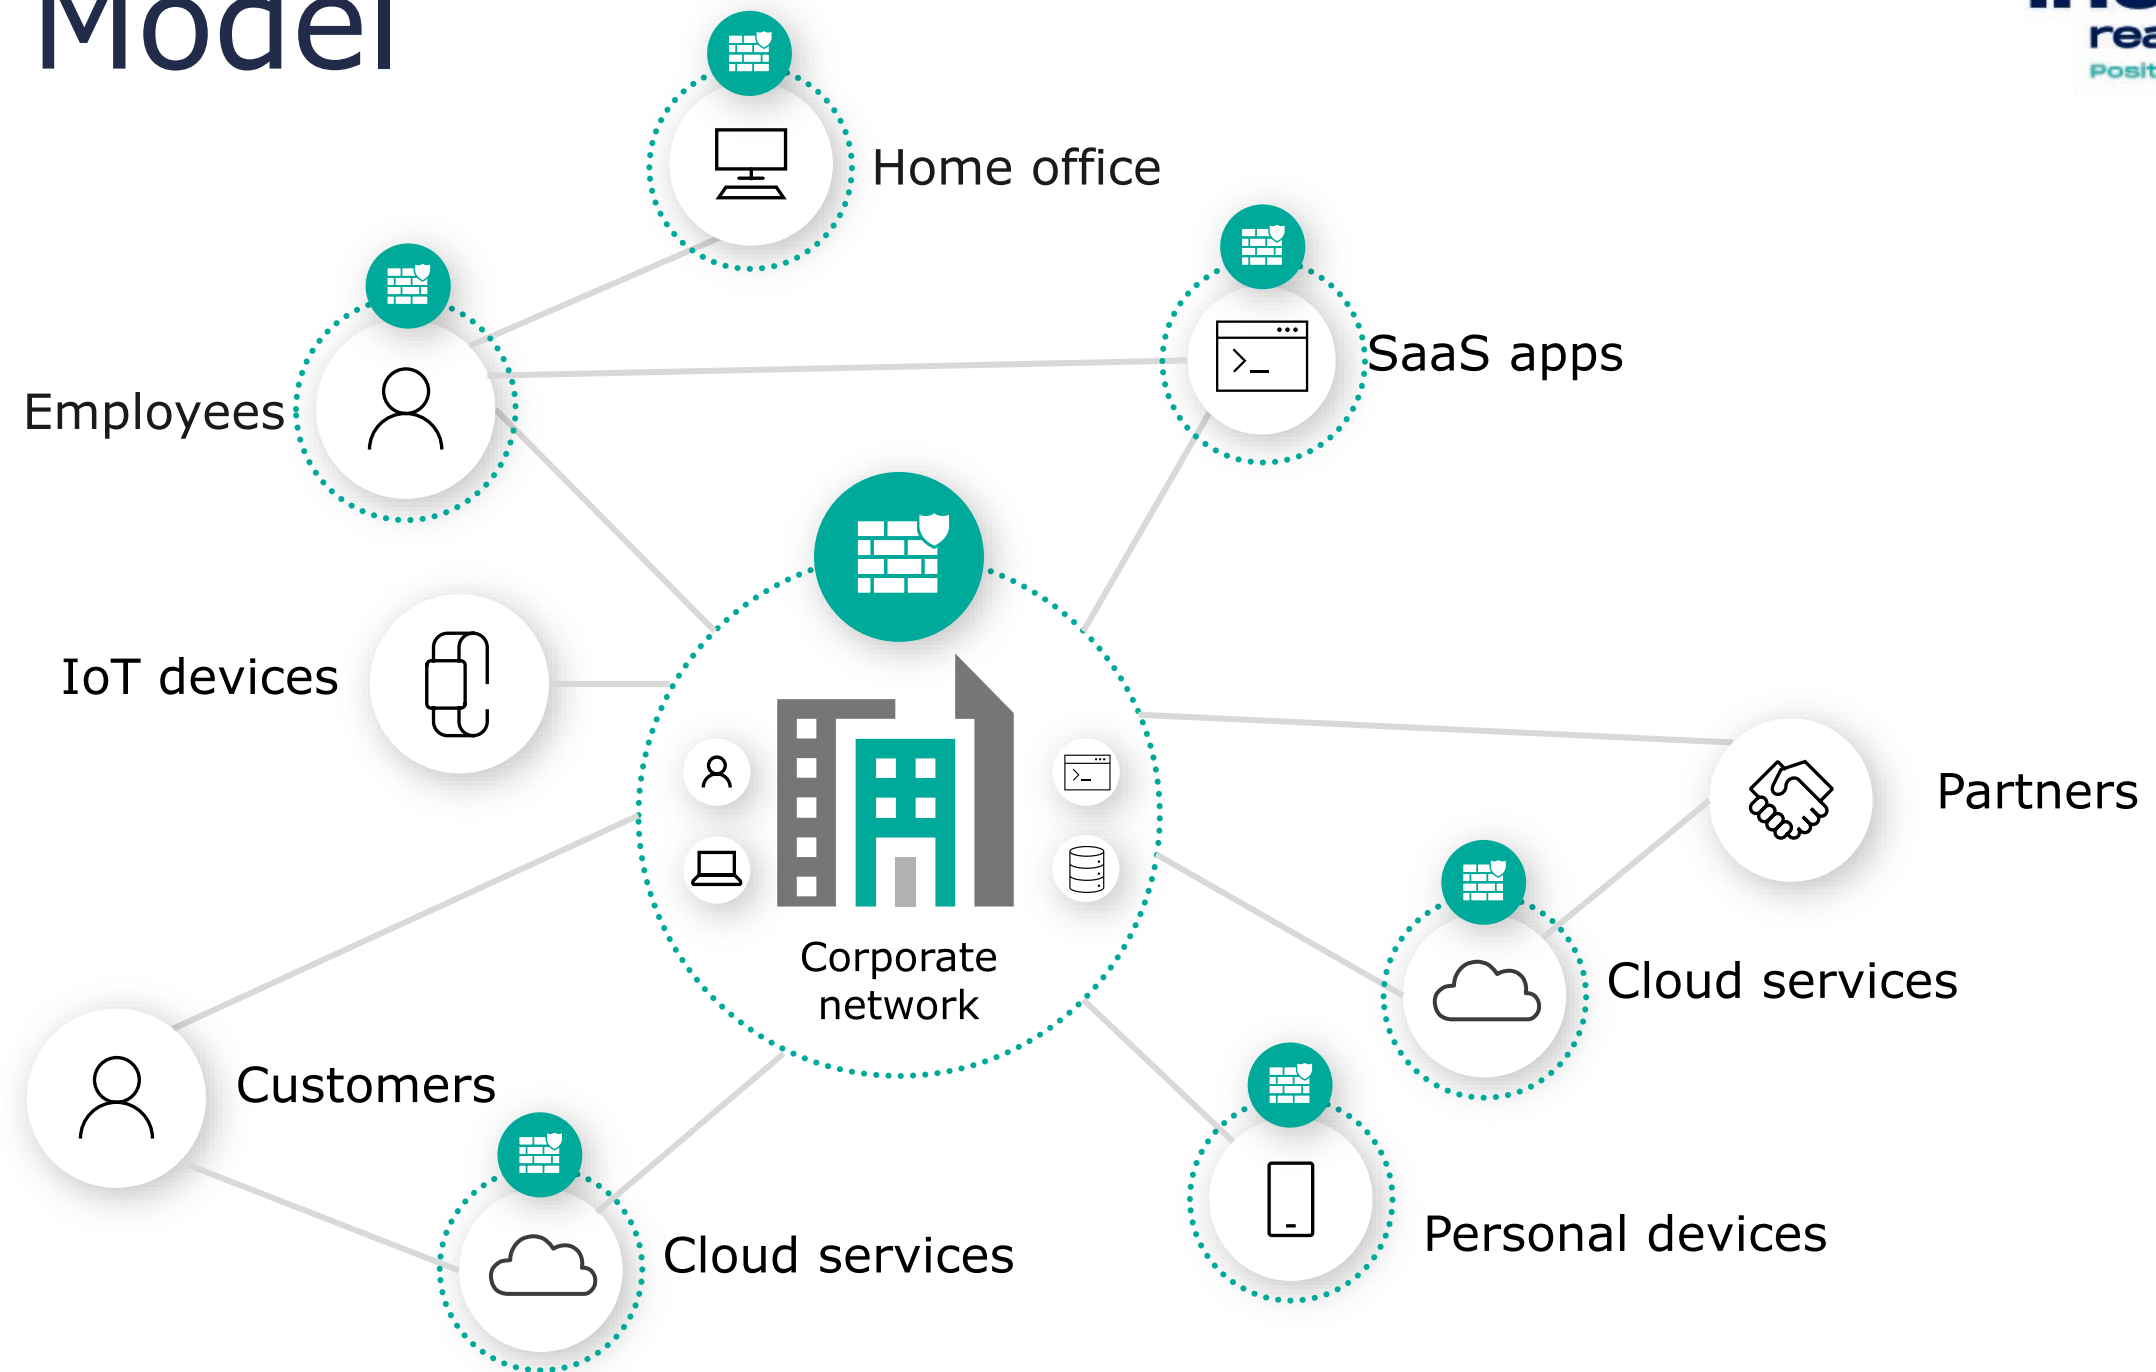 Model
Home office
SaaS apps
Employees
IoT devices
Partners
Corporate
network
Cloud services
Customers
Personal devices
Cloud services